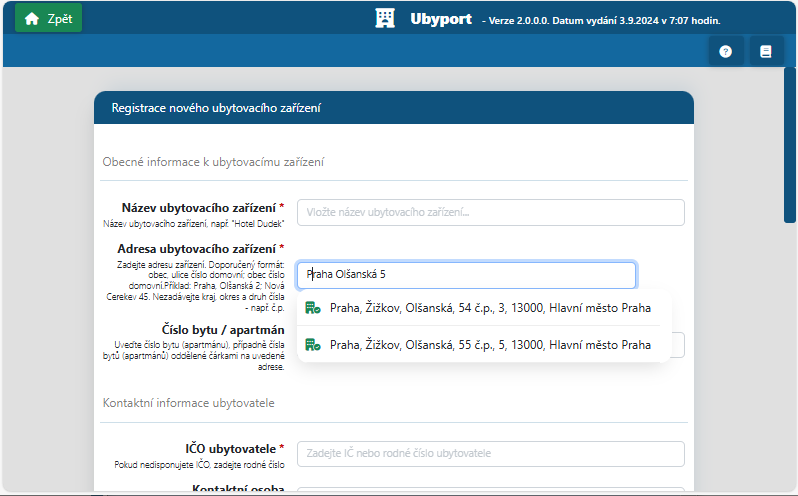 Zpět
Ubyport - Verze 2.0.0.0. Datum vydání 3.9.2024 v 7:07 hodin.
Registrace nového ubytovacího zařízení
Obecné informace k ubytovacímu zařízení
Název ubytovacího zařízení *
Název ubytovacího zařízení, např. "Hotel Dudek"
Vložte název ubytovacího zařízení...
Adresa ubytovacího zařízení *
Zadejte adresu zařízení. Doporučený formát:
obec, ulice číslo domovní; obec číslo
domovní.Příklad: Praha, Olšanská 2; Nová
Cerekev 45. Nezadávejte kraj, okres a druh čísla
- např. č.p.
Praha Olšanská 5
Praha, Žižkov, Olšanská, 54 č.p., 3, 13000, Hlavní město Praha
Praha, Žižkov, Olšanská, 55 č.p., 5, 13000, Hlavní město Praha
Číslo bytu / apartmán
Uveďte číslo bytu (apartmánu), případně čísla
bytů (apartmánů) oddělené čárkami na uvedené
adrese.
Kontaktní informace ubytovatele
IČO ubytovatele *
Pokud nedisponujete IČO, zadejte rodné číslo
Zadejte IČ nebo rodné číslo ubytovatele
Kontaktní osoba